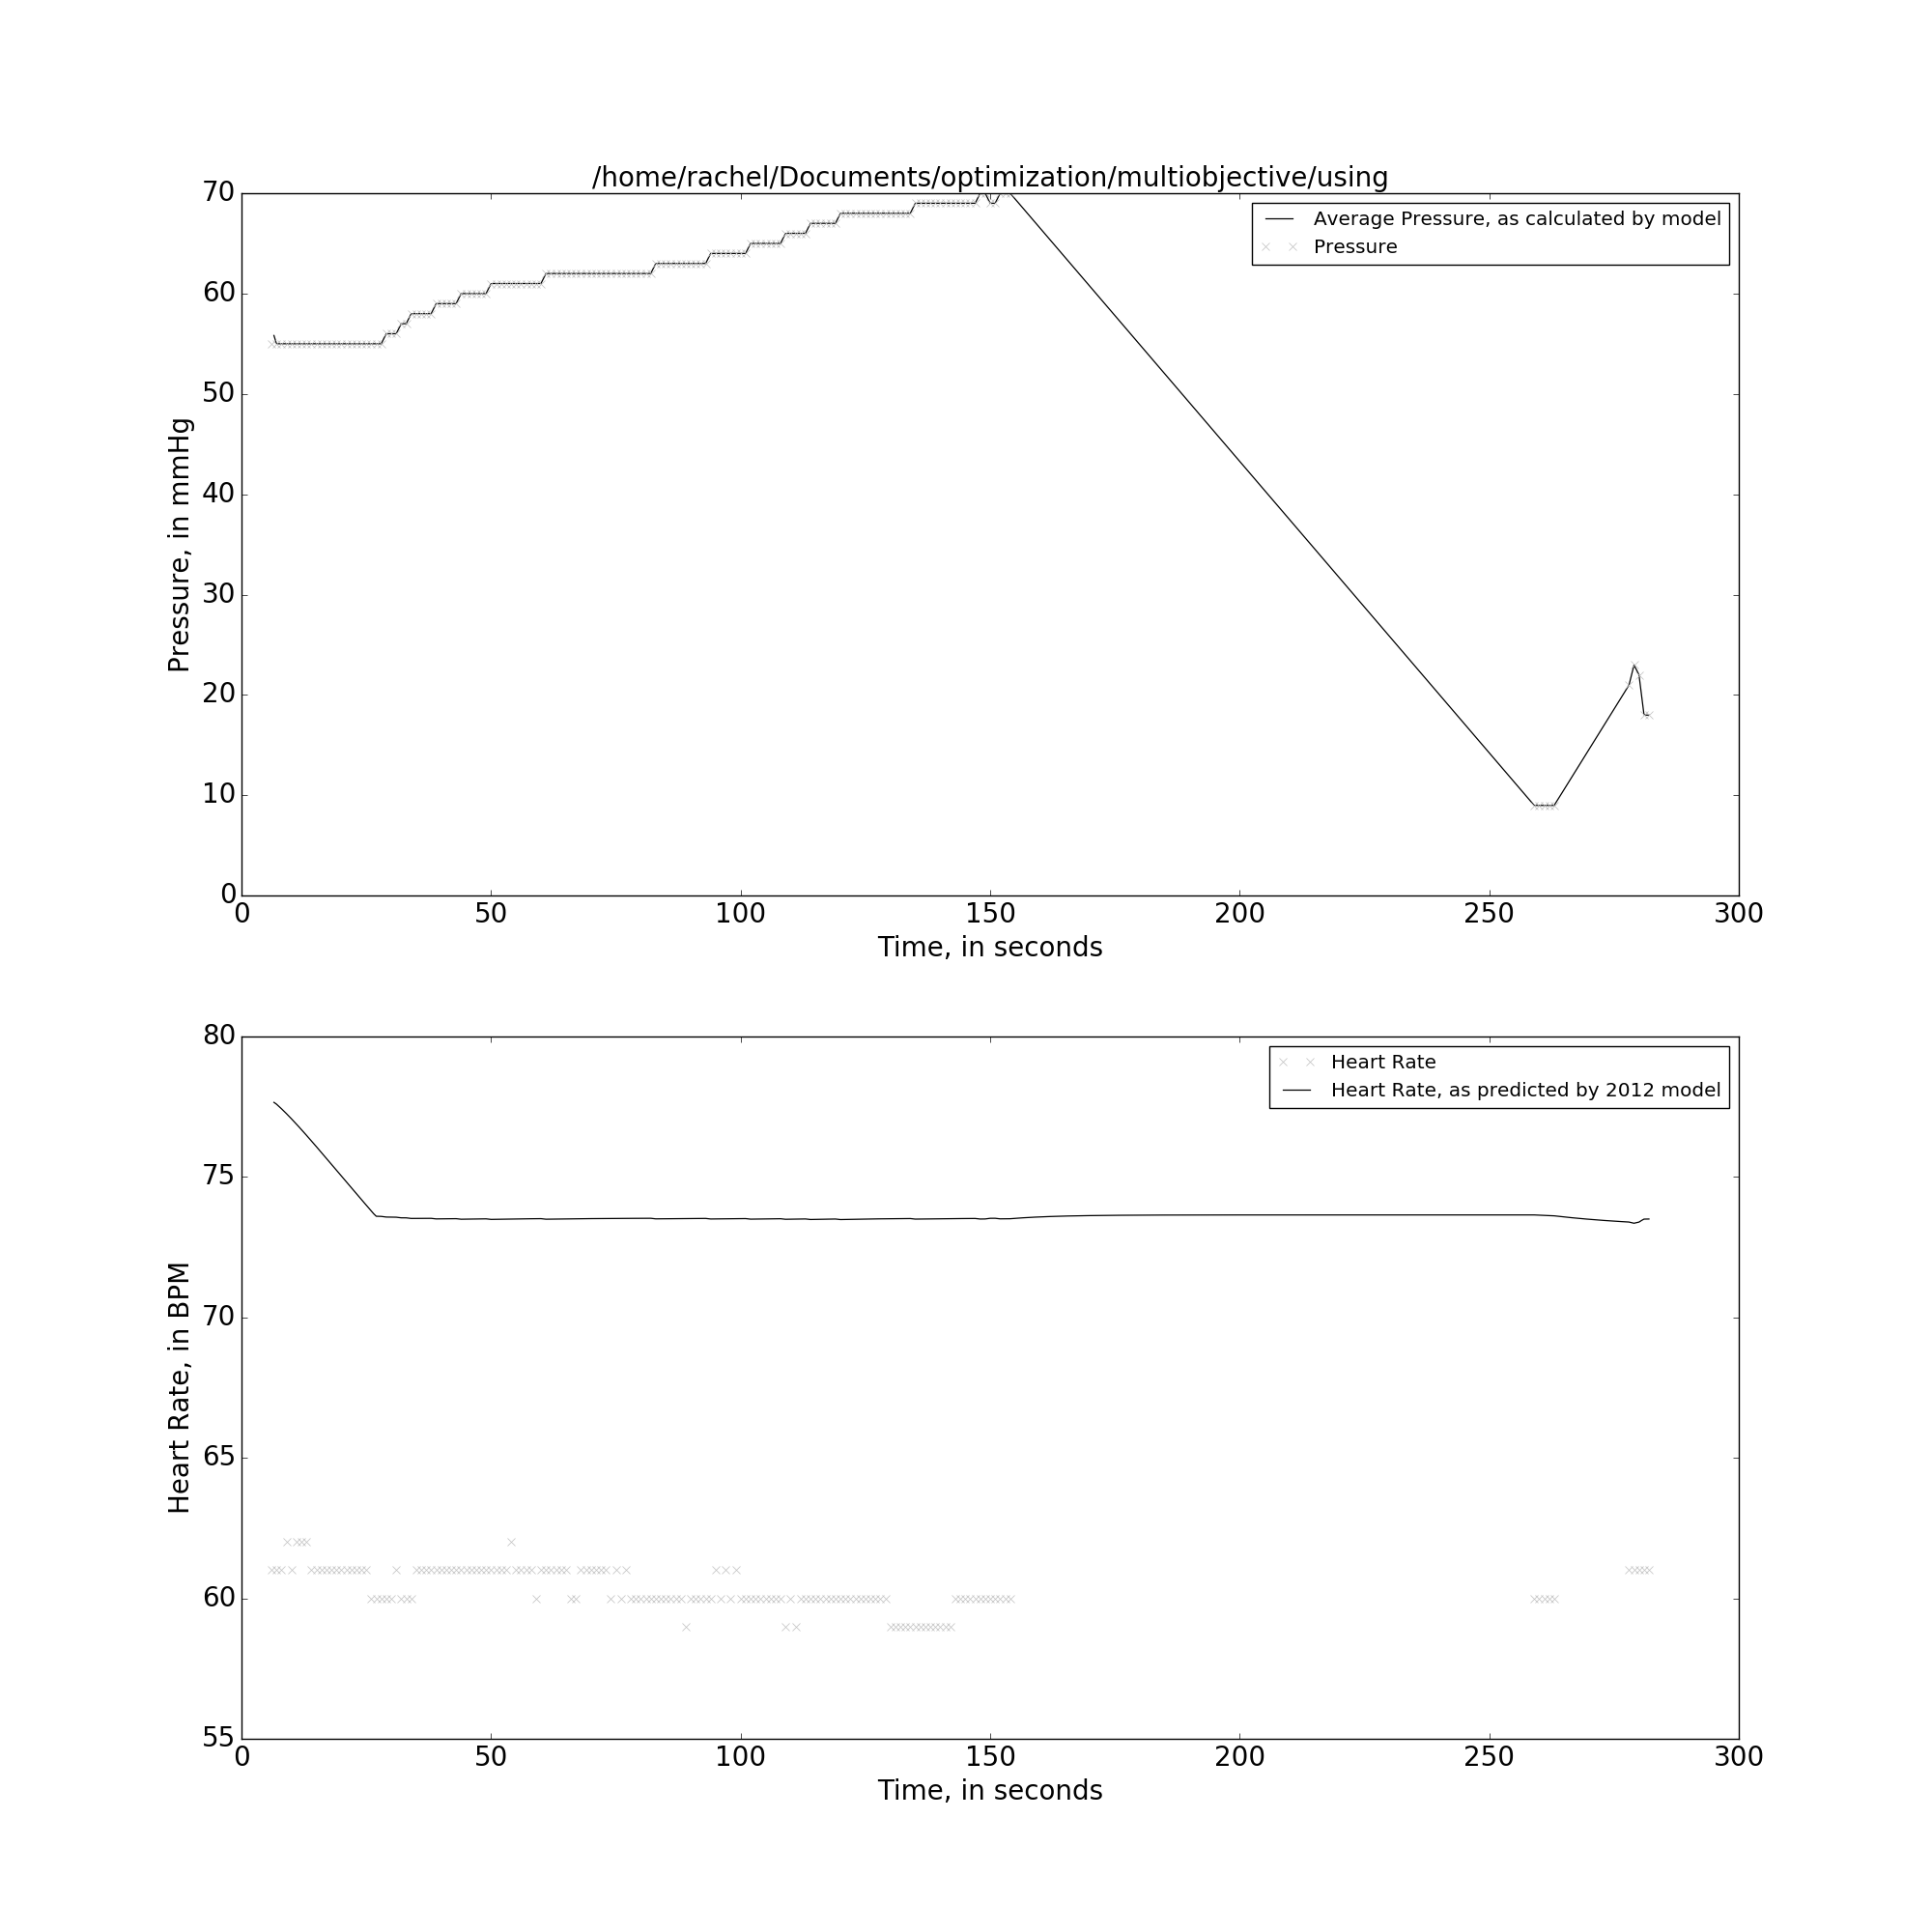 /home/rachel/Documents/optimization/multiobjective/using
70
60
50
40
30
20
10
0
Pressure, in mmHg
Average Pressure, as calculated by model
Pressure
0 50 100 150 200 250 300
Time, in seconds
80
75
70
65
60
55
Heart Rate, in BPM
Heart Rate
Heart Rate, as predicted by 2012 model
0 50 100 150 200 250 300
Time, in seconds